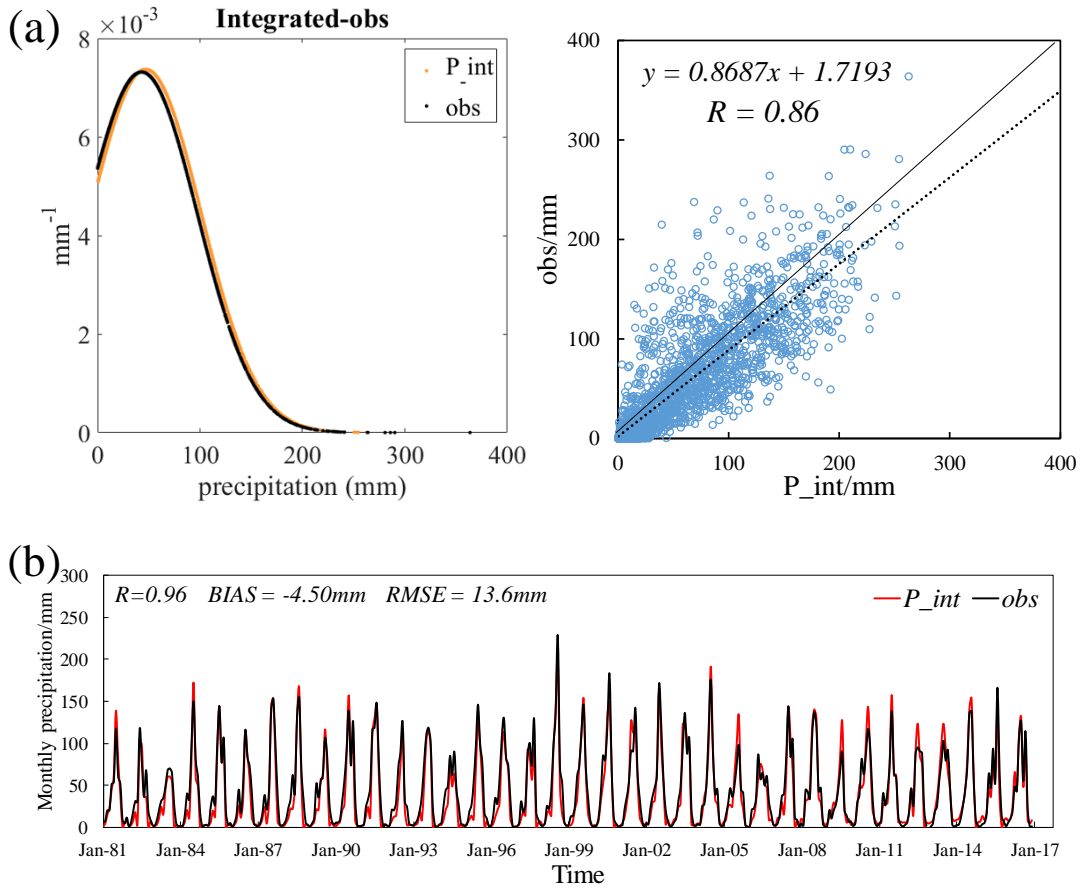 (a)
Integrated-obs
8
×10⁻³
6
4
2
0
mm⁻¹
P_int
obs
0
100
200
300
400
precipitation (mm)
400
300
200
100
0
obs/mm
y = 0.8687x + 1.7193
R = 0.86
0
100
200
300
400
P_int/mm
(b)
300
250
200
150
100
50
0
Monthly precipitation/mm
R=0.96 BIAS = -4.50mm RMSE = 13.6mm
P_int
obs
Jan-81
Jan-84
Jan-87
Jan-90
Jan-93
Jan-96
Jan-99
Jan-02
Jan-05
Jan-08
Jan-11
Jan-14
Jan-17
Time